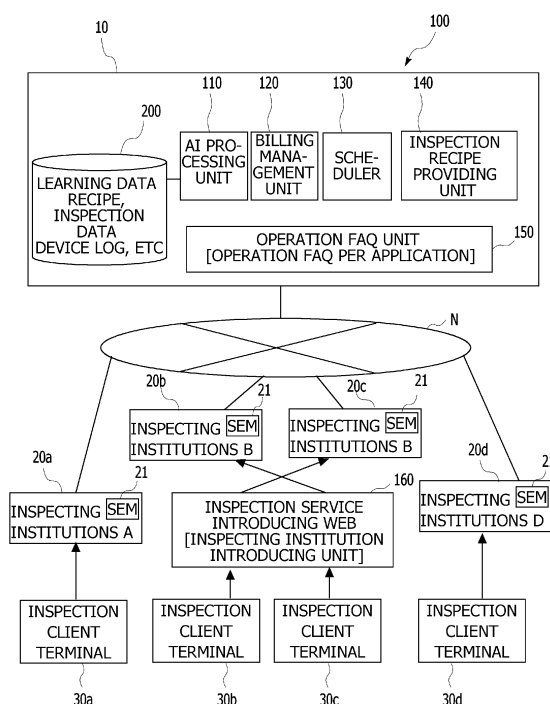 10
100
110
120
130
140
200
AI PRO-
CESSING
UNIT
BILLING
MANA-
GEMENT
UNIT
SCHE-
DULER
INSPECTION
RECIPE
PROVIDING
UNIT
LEARNING DATA
RECIPE,
INSPECTION
DATA
DEVICE LOG, ETC
150
OPERATION FAQ UNIT
[OPERATION FAQ PER APPLICATION]
N
20b
21
20c
21
INSPECTING SEM
INSTITUTIONS B
INSPECTING SEM
INSTITUTIONS B
20a
21
20d
INSPECTING SEM
INSTITUTIONS A
160
INSPECTION SERVICE
INTRODUCING WEB
[INSPECTING INSTITUTION
INTRODUCING UNIT]
INSPECTING SEM
INSTITUTIONS D
INSPECTION
CLIENT
TERMINAL
INSPECTION
CLIENT
TERMINAL
INSPECTION
CLIENT
TERMINAL
INSPECTION
CLIENT
TERMINAL
30a
30b
30c
30d